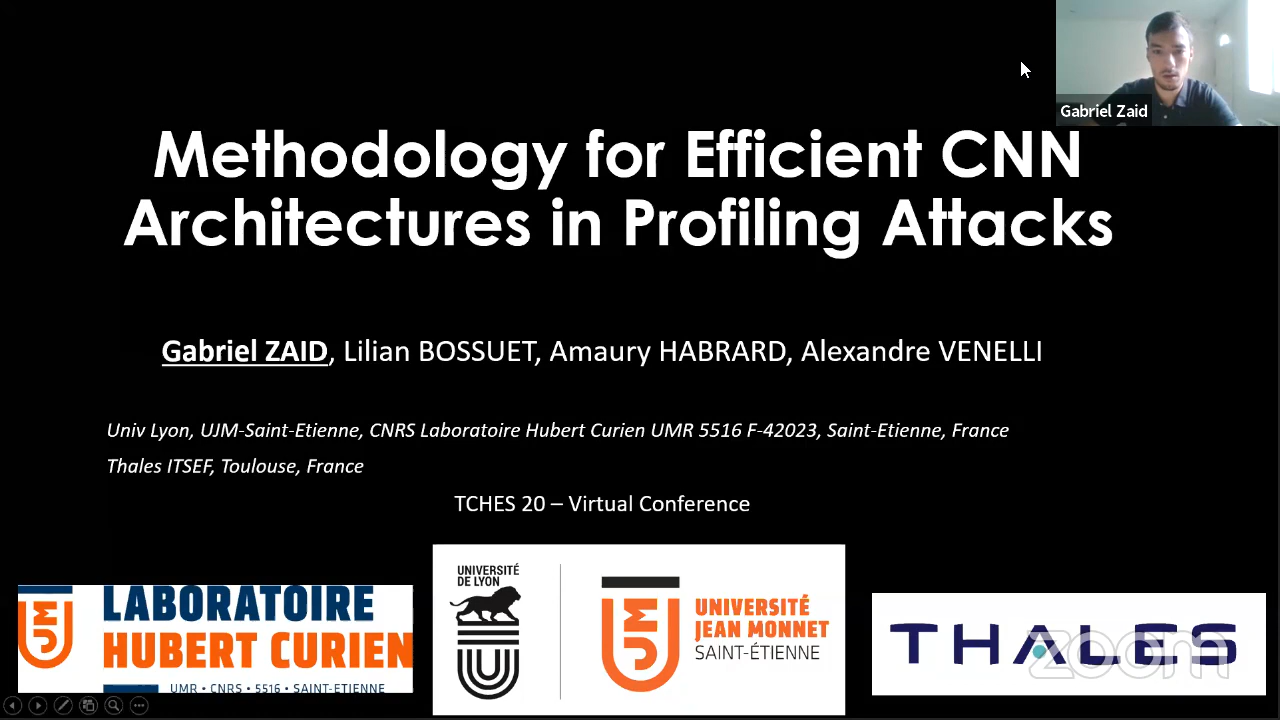 Gabriel Zaid
Methodology for Efficient CNN
Architectures in Profiling Attacks
Gabriel ZAID, Lilian BOSSUET, Amaury HABRARD, Alexandre VENELLI
Univ Lyon, UJM-Saint-Etienne, CNRS Laboratoire Hubert Curien UMR 5516 F-42023, Saint-Etienne, France
Thales ITSEF, Toulouse, France
TCHES 20 – Virtual Conference
UJM
LABORATOIRE
HUBERT CURIEN
UMR • CNRS • 5516 • SAINT-ETIENNE
UNIVERSITÉ
DE LYON
UJM
UNIVERSITÉ
JEAN MONNET
SAINT-ÉTIENNE
THALES
zoom